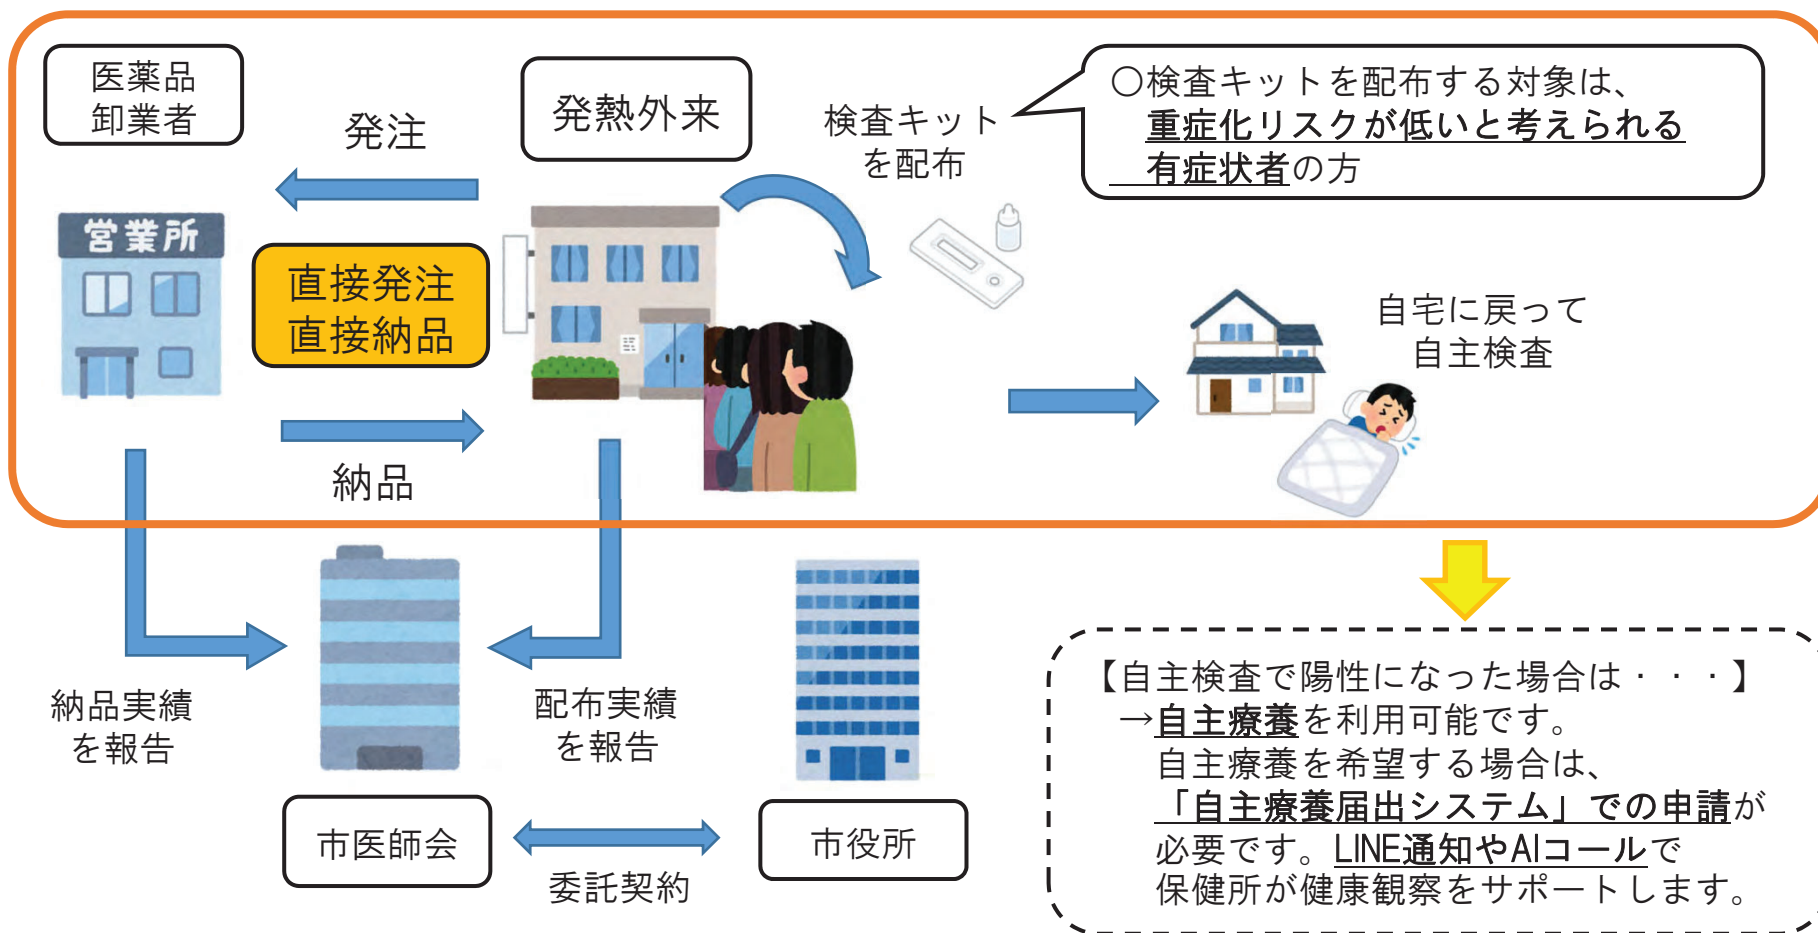 医薬品
卸業者
発注
発熱外来
検査キット
を配布
〇検査キットを配布する対象は、
重症化リスクが低いと考えられる
有症状者の方
営業所
直接発注
直接納品
納品
自宅に戻って
自主検査
納品実績
を報告
配布実績
を報告
市医師会
委託契約
市役所
【自主検査で陽性になった場合は・・・】
→自主療養を利用可能です。
自主療養を希望する場合は、
「自主療養届出システム」での申請が
必要です。LINE通知やAIコールで
保健所が健康観察をサポートします。